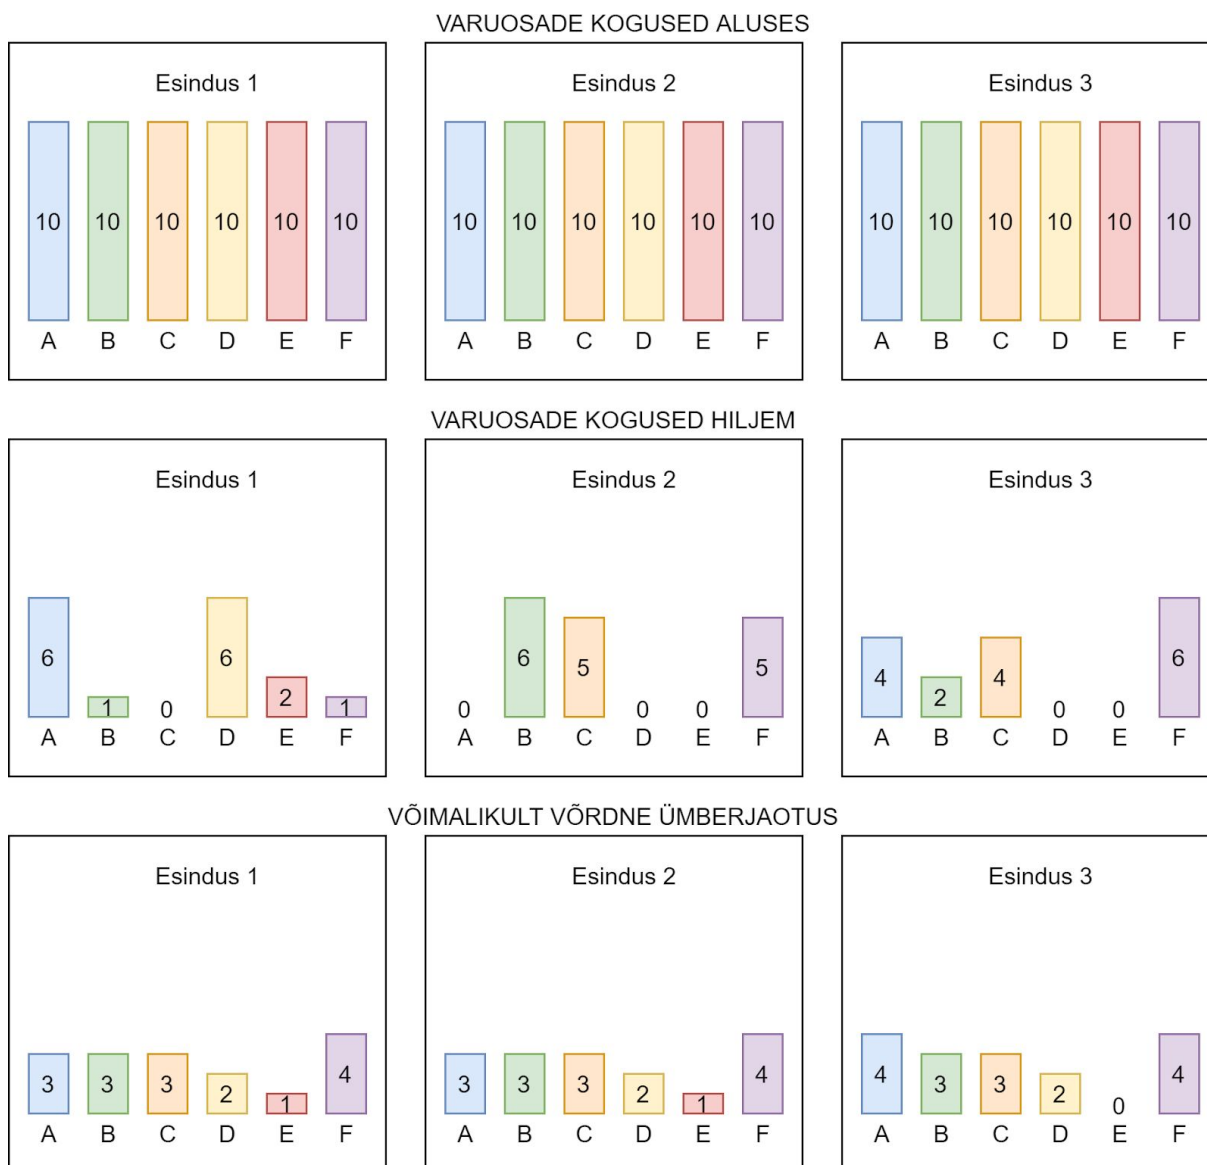 VARUOSADE KOGUSED ALUSES
Esindus 1 Esindus 2 Esindus 3
10 10 10 10 10 10 10 10 10 10 10 10 10 10 10 10 10 10
A B C D E F A B C D E F A B C D E F
VARUOSADE KOGUSED HILJEM
Esindus 1 Esindus 2 Esindus 3
6 1 0 6 2 1 0 6 5 0 0 5 4 2 4 0 0 6
A B C D E F A B C D E F A B C D E F
VÕIMALIKULT VÕRDNE ÜMBERJAOTUS
Esindus 1 Esindus 2 Esindus 3
3 3 3 2 1 4 3 3 3 2 1 4 4 3 3 2 0 4
A B C D E F A B C D E F A B C D E F